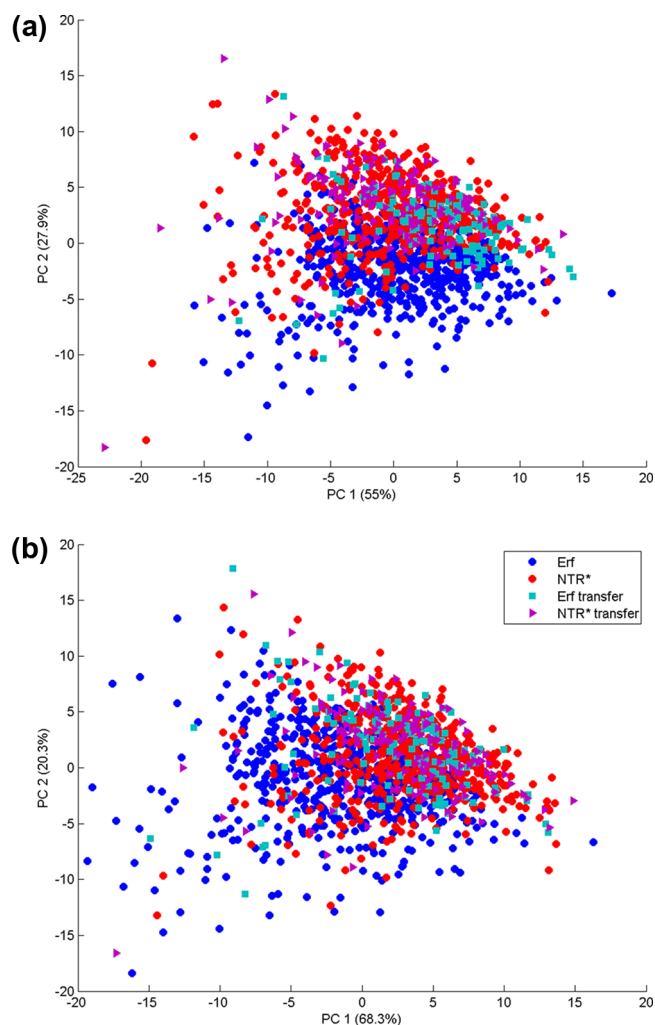 (a)
20
15
10
5
0
-5
-10
-15
-20
PC 2 (27.9%)
-25 -20 -15 -10 -5 0 5 10 15 20
PC 1 (55%)
(b)
20
15
10
5
0
-5
-10
-15
-20
PC 2 (20.3%)
Erf
NTR*
Erf transfer
NTR* transfer
-20 -15 -10 -5 0 5 10 15 20
PC 1 (68.3%)